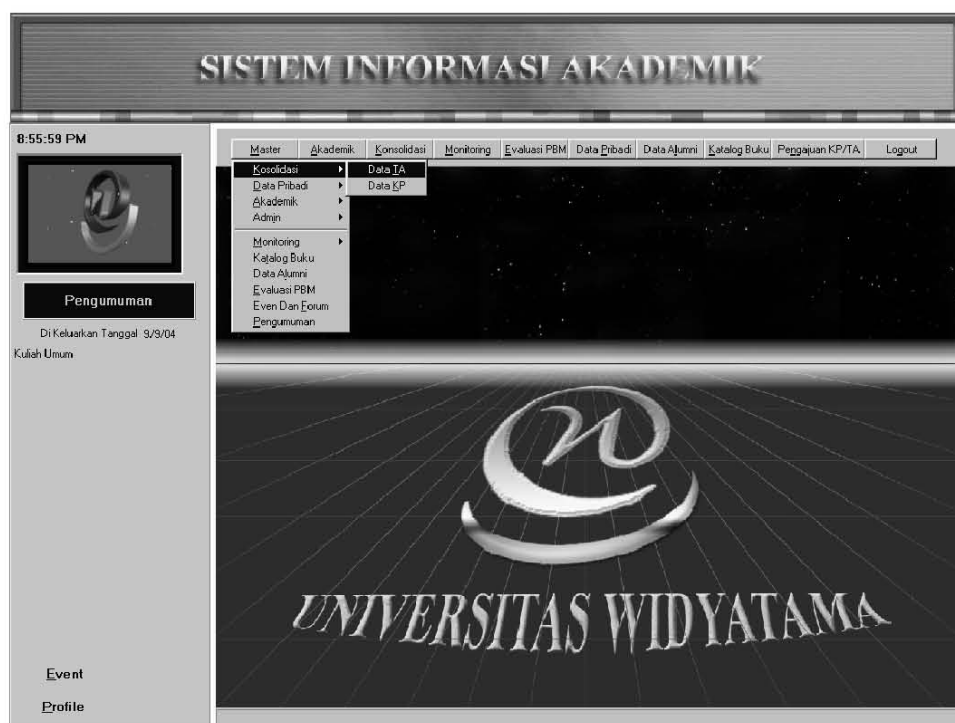 SISTEM INFORMASI AKADEMIK
8:55:59 PM
Master Akademik Konsolidasi Monitoring Evaluasi PBM Data Pribadi Data Alumni Katalog Buku Pengajuan KP/TA Logout
Kosolidasi Data TA
Data Pribadi Data KP
Akademik
Admin
Monitoring
Katalog Buku
Data Alumni
Evaluasi PBM
Even Dan Forum
Pengumuman
Pengumuman
Di Keluarkan Tanggal 9/9/04
Kuliah Umum
UNIVERSITAS WIDYATAMA
Event
Profile